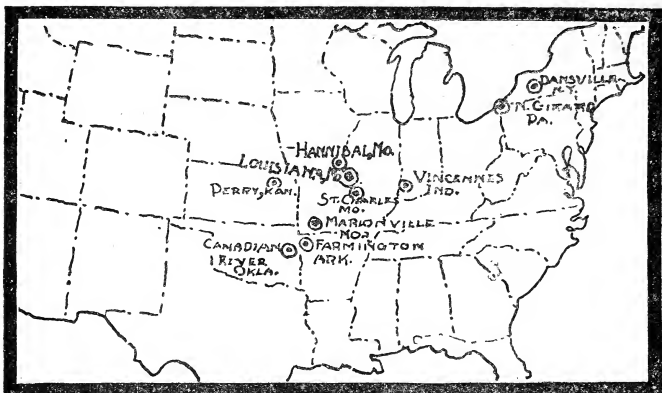 DANSVILLE
N.Y.
N. GIRARD
PA.
HANNIBAL, MO.
LOUISIANA, MO.
PERRY, KAN.
VINCENNES
IND.
ST. CHARLES
MO.
MARIONVILLE
MO.
CANADIAN
RIVER
OKLA.
FARMINGTON
ARK.